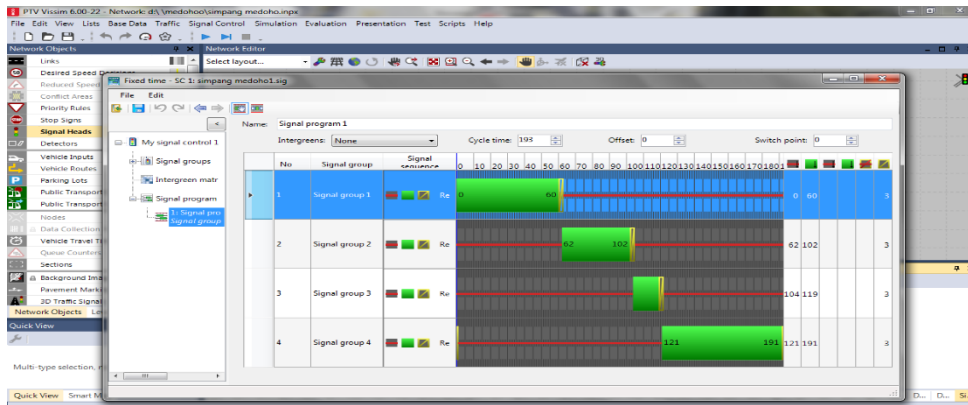 PTV Vissim 6.00-22 - Network: d:\ \medohoo\simpang medoho.inpx
File Edit View Lists Base Data Traffic Signal Control Simulation Evaluation Presentation Test Scripts Help
Network Objects
Network Editor
Select layout...
Links
Desired Speed
Reduced Speed
Conflict Areas
Priority Rules
Stop Signs
Signal Heads
Detectors
Vehicle Inputs
Vehicle Routes
Parking Lots
Public Transport
Public Transport
Nodes
Data Collection
Vehicle Travel Ti
Queue Counters
Sections
Background Ima
Pavement Marki
3D Traffic Signal
Network Objects
Quick View
Multi-type selection,
Quick View Smart M
Fixed time - SC 1: simpang medoho1.sig
File Edit
My signal control 1
Signal groups
Intergreen matr
Signal program
1: Signal pro
Signal group
Name: Signal program 1
Intergreens: None Cycle time: 193 Offset: 0 Switch point: 0
No Signal group Signal sequence 0 10 20 30 40 50 60 70 80 90 100 110 120 130 140 150 160 170 180 1
1 Signal group 1 Re 0 60 0 60 3
2 Signal group 2 Re 62 102 62 102 3
3 Signal group 3 Re 104 119 3
4 Signal group 4 Re 121 191 121 191 3
D... D... Si